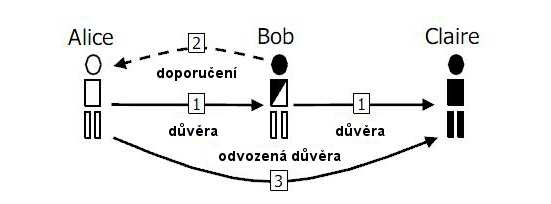 Alice Bob Claire
2
doporučení
1 1
důvěra důvěra
odvozená důvěra
3